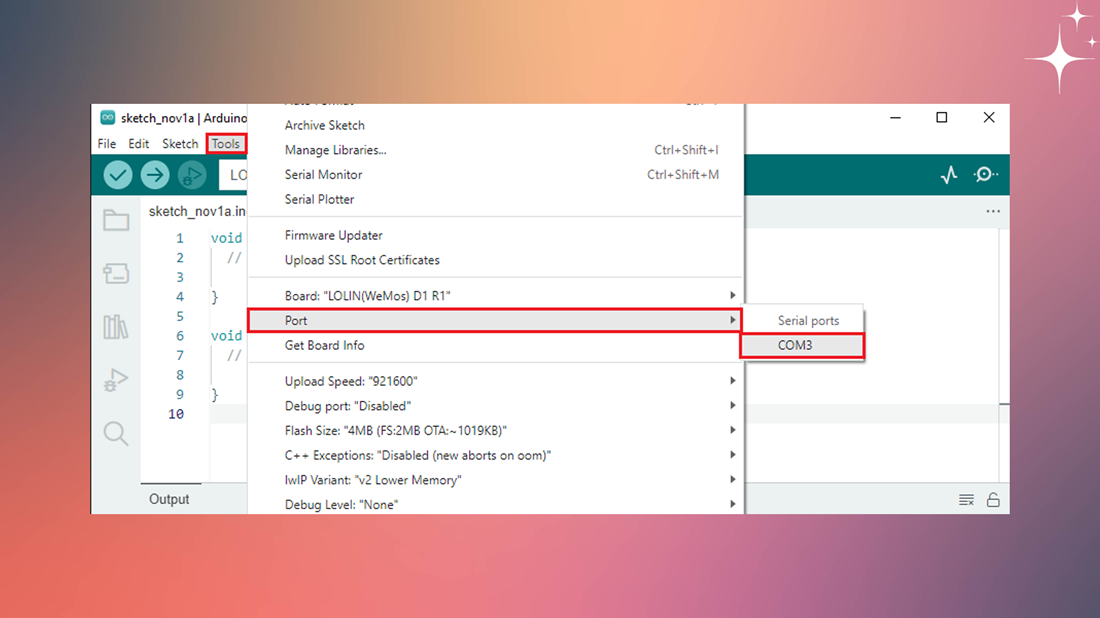 sketch_nov1a | Arduino
File Edit Sketch Tools
Archive Sketch
Manage Libraries... Ctrl+Shift+I
Serial Monitor Ctrl+Shift+M
Serial Plotter
Firmware Updater
Upload SSL Root Certificates
Board: "LOLIN(WeMos) D1 R1"
Port
Serial ports
COM3
Get Board Info
Upload Speed: "921600"
Debug port: "Disabled"
Flash Size: "4MB (FS:2MB OTA:~1019KB)"
C++ Exceptions: "Disabled (new aborts on oom)"
IwIP Variant: "v2 Lower Memory"
Debug Level: "None"
LO
sketch_nov1a.in
1 void
2 //
3
4 }
5
6 void
7 //
8
9 }
10
Output